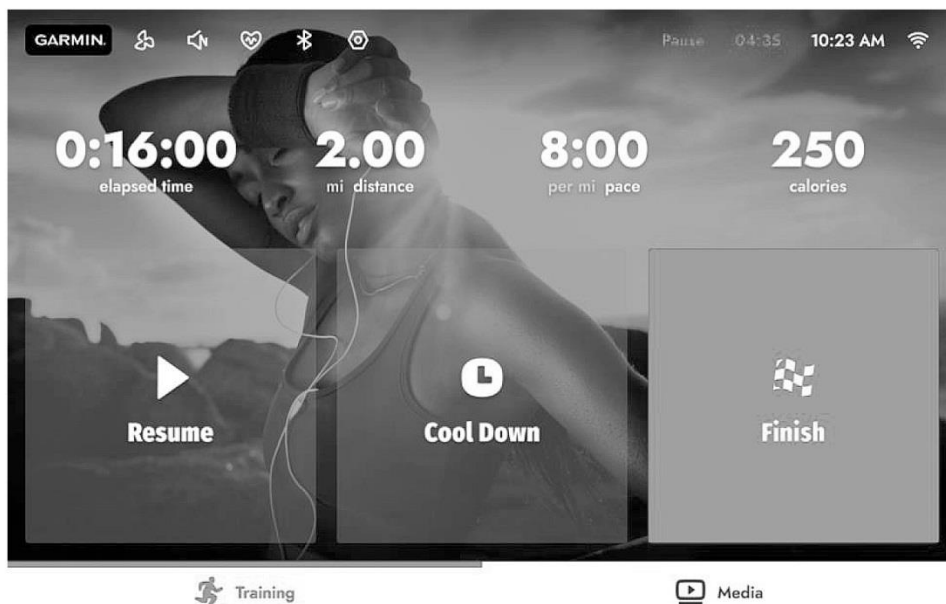 GARMIN.
Pause 04:35 10:23 AM
0:16:00 2.00 8:00 250
elapsed time mi distance per mi pace calories
Resume Cool Down Finish
Training Media